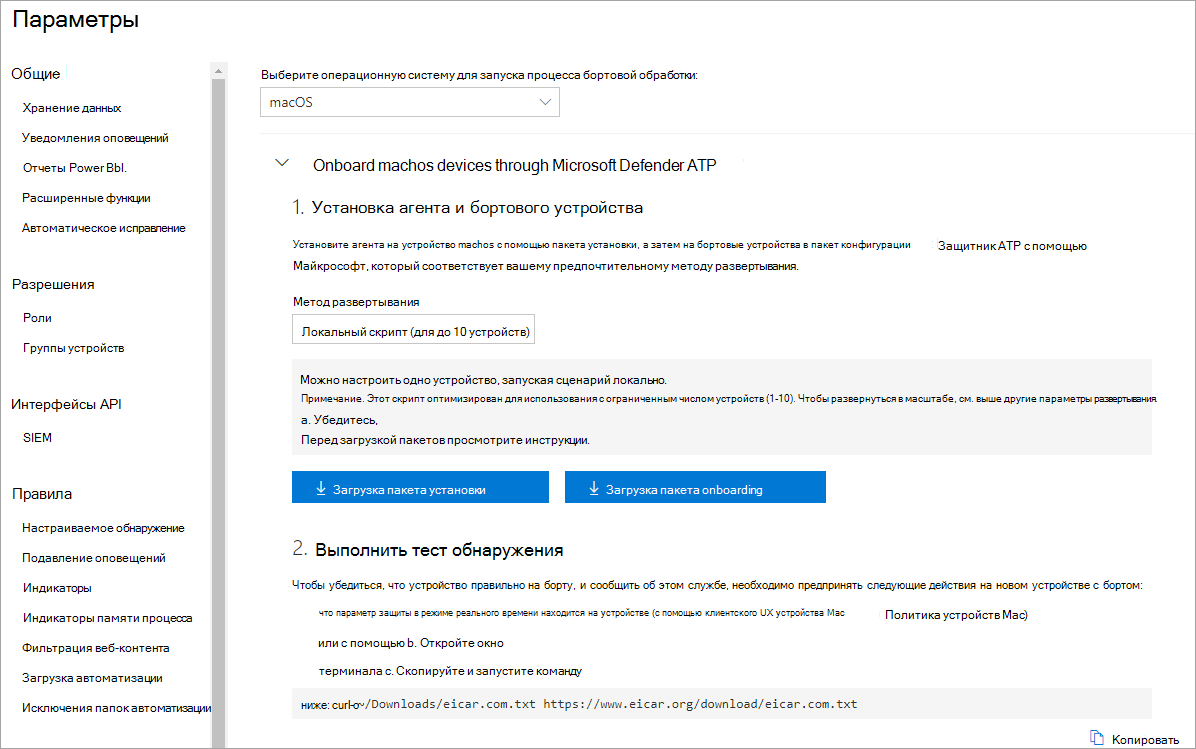 Параметры
Общие
Хранение данных
Уведомления оповещений
Отчеты Power Bbl.
Расширенные функции
Автоматическое исправление
Разрешения
Роли
Группы устройств
Интерфейсы API
SIEM
Правила
Настраиваемое обнаружение
Подавление оповещений
Индикаторы
Индикаторы памяти процесса
Фильтрация веб-контента
Загрузка автоматизации
Исключения папок автоматизации
Выберите операционную систему для запуска процесса бортовой обработки:
macOS
Onboard machos devices through Microsoft Defender ATP
1. Установка агента и бортового устройства
Установите агента на устройство machos с помощью пакета установки, а затем на бортовые устройства в пакет конфигурации Защитник ATP с помощью
Майкрософт, который соответствует вашему предпочтительному методу развертывания.
Метод развертывания
Локальный скрипт (для до 10 устройств)
Можно настроить одно устройство, запуская сценарий локально.
Примечание. Этот скрипт оптимизирован для использования с ограниченным числом устройств (1-10). Чтобы развернуться в масштабе, см. выше другие параметры развертывания.
а. Убедитесь,
Перед загрузкой пакетов просмотрите инструкции.
Загрузка пакета установки
Загрузка пакета onboarding
2. Выполнить тест обнаружения
Чтобы убедиться, что устройство правильно на борту, и сообщить об этом службе, необходимо предпринять следующие действия на новом устройстве с бортом:
что параметр защиты в режиме реального времени находится на устройстве (с помощью клиентского UX устройства Mac Политика устройств Mac)
или с помощью b. Откройте окно
терминала c. Скопируйте и запустите команду
ниже: curl-o~/Downloads/eicar.com.txt https://www.eicar.org/download/eicar.com.txt
Копировать